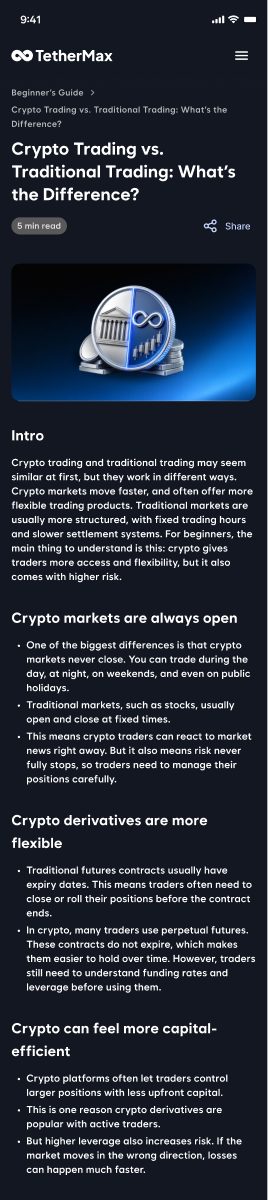 9:41
TetherMax
Beginner's Guide >
Crypto Trading vs. Traditional Trading: What's the
Difference?
Crypto Trading vs.
Traditional Trading: What's
the Difference?
5 min read
Share
Intro
Crypto trading and traditional trading may seem
similar at first, but they work in different ways.
Crypto markets move faster, and often offer more
flexible trading products. Traditional markets are
usually more structured, with fixed trading hours
and slower settlement systems. For beginners, the
main thing to understand is this: crypto gives
traders more access and flexibility, but it also
comes with higher risk.
Crypto markets are always open
• One of the biggest differences is that crypto
markets never close. You can trade during the
day, at night, on weekends, and even on public
holidays.
• Traditional markets, such as stocks, usually
open and close at fixed times.
• This means crypto traders can react to market
news right away. But it also means risk never
fully stops, so traders need to manage their
positions carefully.
Crypto derivatives are more
flexible
• Traditional futures contracts usually have
expiry dates. This means traders often need to
close or roll their positions before the contract
ends.
• In crypto, many traders use perpetual futures.
These contracts do not expire, which makes
them easier to hold over time. However, traders
still need to understand funding rates and
leverage before using them.
Crypto can feel more capital-
efficient
• Crypto platforms often let traders control
larger positions with less upfront capital.
• This is one reason crypto derivatives are
popular with active traders.
• But higher leverage also increases risk. If the
market moves in the wrong direction, losses
can happen much faster.